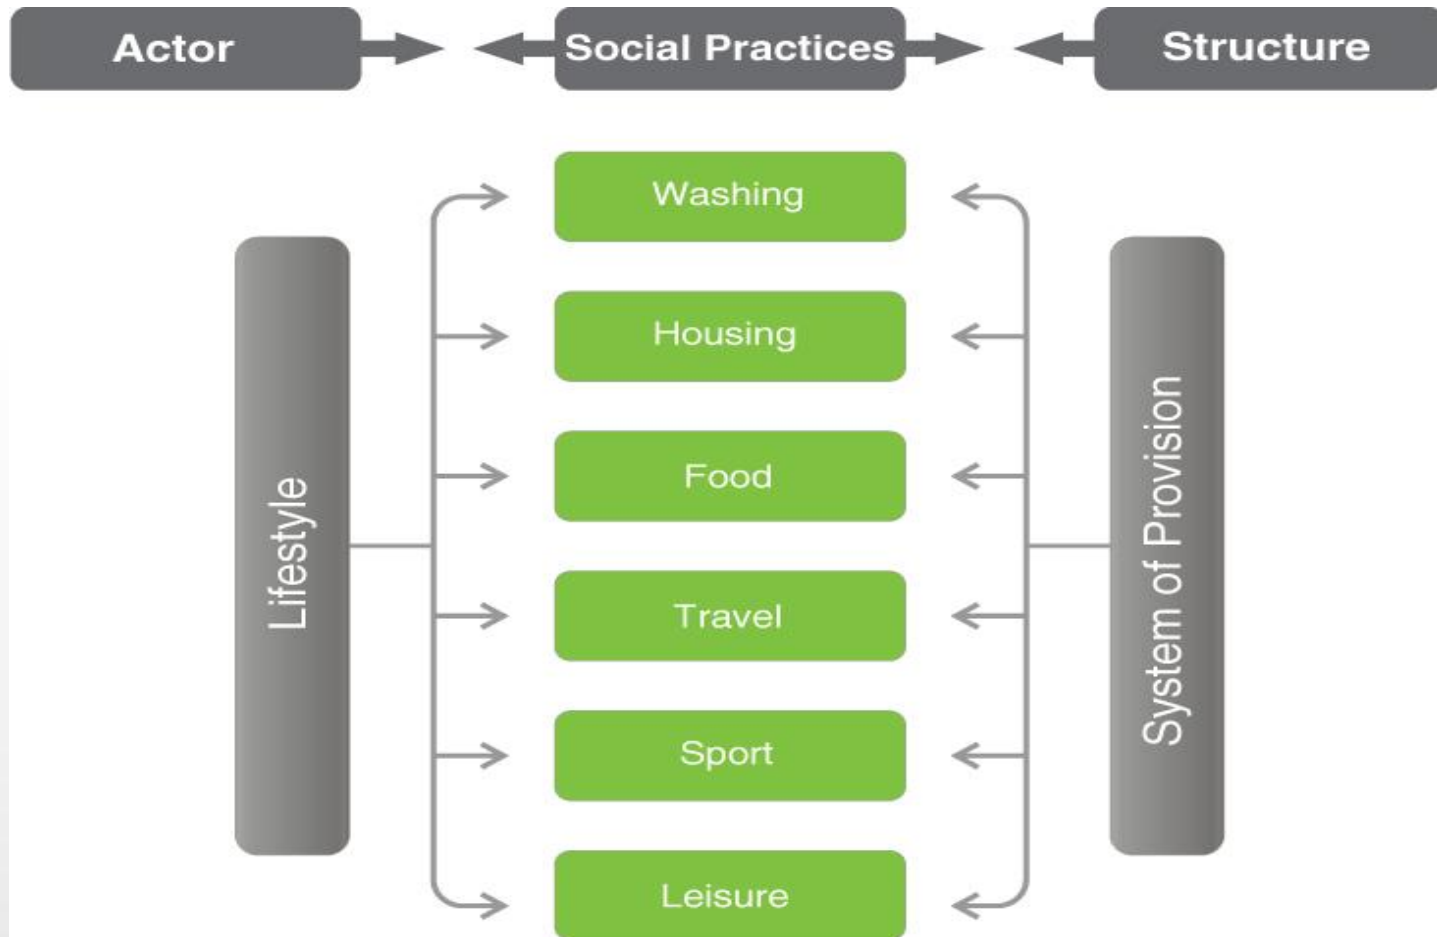 Actor
Social Practices
Structure
Washing
Housing
Food
Travel
Sport
Leisure
Lifestyle
System of Provision